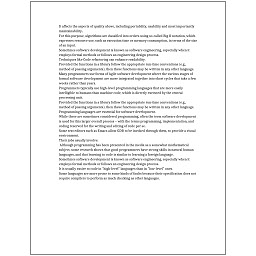 It affects the aspects of quality above, including portability, usability and most importantly
maintainability.
For this purpose algorithms are classified into orders using so-called Big O notation which
expresses resource use, such as execution time or memory consumption, in terms of the size
of an input.
Sometimes software development is known as software engineering, especially when it
employs formal methods or follows an engineering design process.
Techniques like Code refactoring can enhance readability.
Provided the functions in a library follow the appropriate run-time conventions (e.g.,
method of passing arguments), then these functions may be written in any other language.
Many programmers use forms of Agile software development where the various stages of
formal software development are more integrated together into short cycles that take a few
weeks rather than years.
Programmers typically use high-level programming languages that are more easily
intelligible to humans than machine code, which is directly executed by the central
processing unit.
Provided the functions in a library follow the appropriate run-time conventions (e.g.,
method of passing arguments), then these functions may be written in any other language.
Programming languages are essential for software development.
While these are sometimes considered programming, often the term software development
is used for this larger overall process – with the terms programming, implementation, and
coding reserved for the writing and editing of code per se.
Some text editors such as Emacs allow GDB to be invoked through them, to provide a visual
environment.
Their jobs usually involve:
Although programming has been presented in the media as a somewhat mathematical
subject, some research shows that good programmers have strong skills in natural human
languages, and that learning to code is similar to learning a foreign language.
Sometimes software development is known as software engineering, especially when it
employs formal methods or follows an engineering design process.
It is usually easier to code in "high-level" languages than in "low-level" ones.
Some languages are more prone to some kinds of faults because their specification does not
require compilers to perform as much checking as other languages.